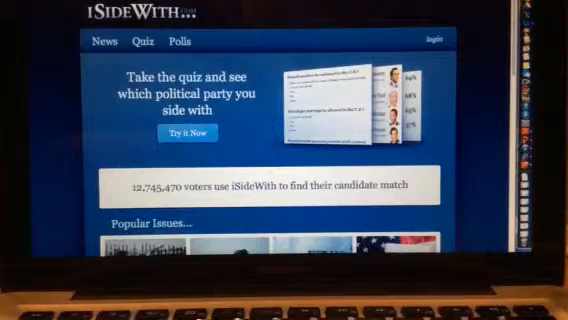 iSIDEWITH.COM
News Quiz Polls login
Take the quiz and see
which political party you
side with
Try it Now
12,745,470 voters use iSideWith to find their candidate match
Popular Issues...